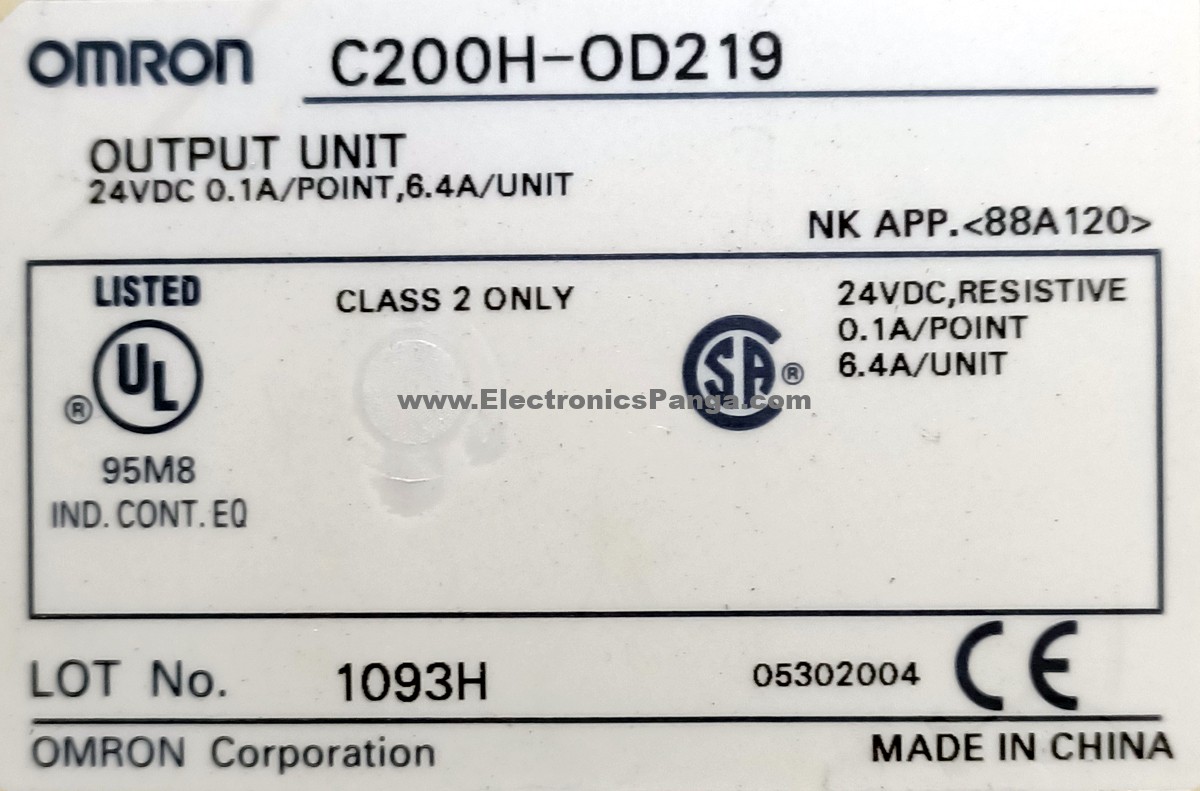 OMRON C200H-OD219
OUTPUT UNIT
24VDC 0.1A/POINT,6.4A/UNIT
NK APP.<88A120>
LISTED
UL
®
95M8
IND. CONT. EQ
CLASS 2 ONLY
SA ®
24VDC,RESISTIVE
0.1A/POINT
6.4A/UNIT
www.ElectronicsPanga.com
LOT No. 1093H 05302004 CE
OMRON Corporation MADE IN CHINA